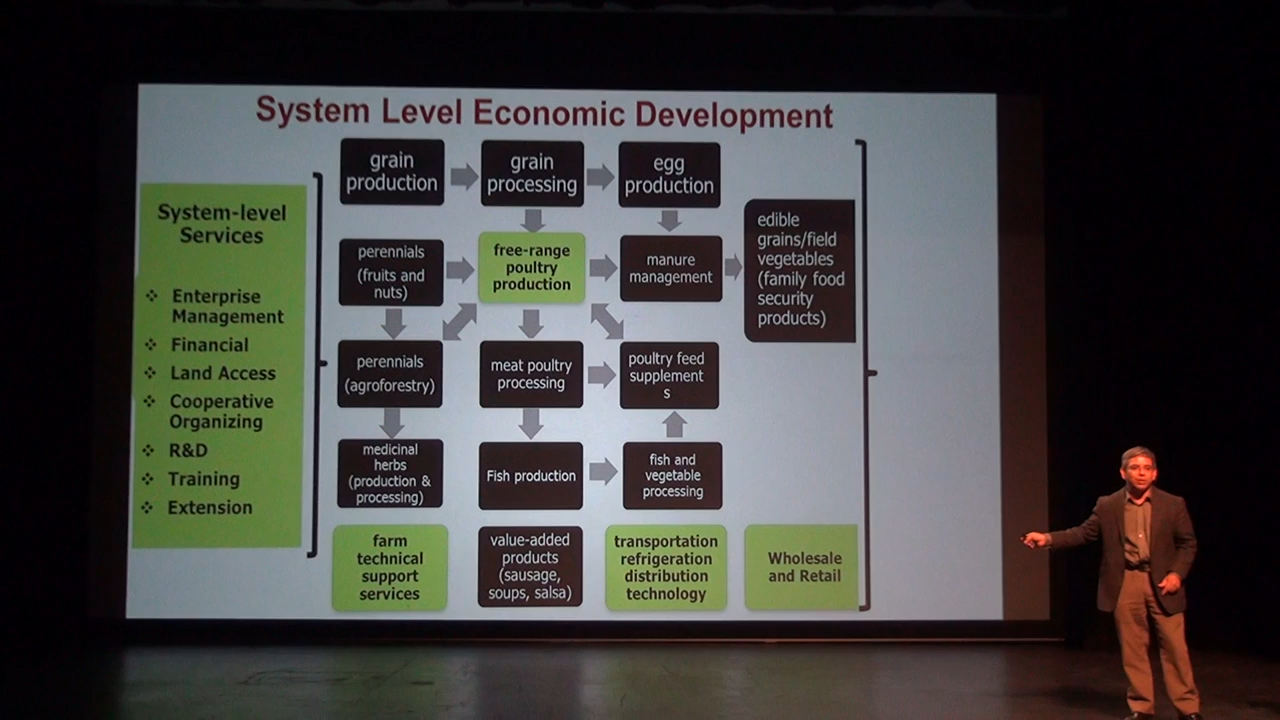 System Level Economic Development
System-level
Services
❖ Enterprise
Management
❖ Financial
❖ Land Access
❖ Cooperative
Organizing
❖ R&D
❖ Training
❖ Extension
grain
production
grain
processing
egg
production
perennials
(fruits and
nuts)
free-range
poultry
production
manure
management
edible
grains/field
vegetables
(family food
security
products)
perennials
(agroforestry)
meat poultry
processing
poultry feed
supplement
s
medicinal
herbs
(production &
processing)
Fish production
fish and
vegetable
processing
farm
technical
support
services
value-added
products
(sausage,
soups, salsa)
transportation
refrigeration
distribution
technology
Wholesale
and Retail